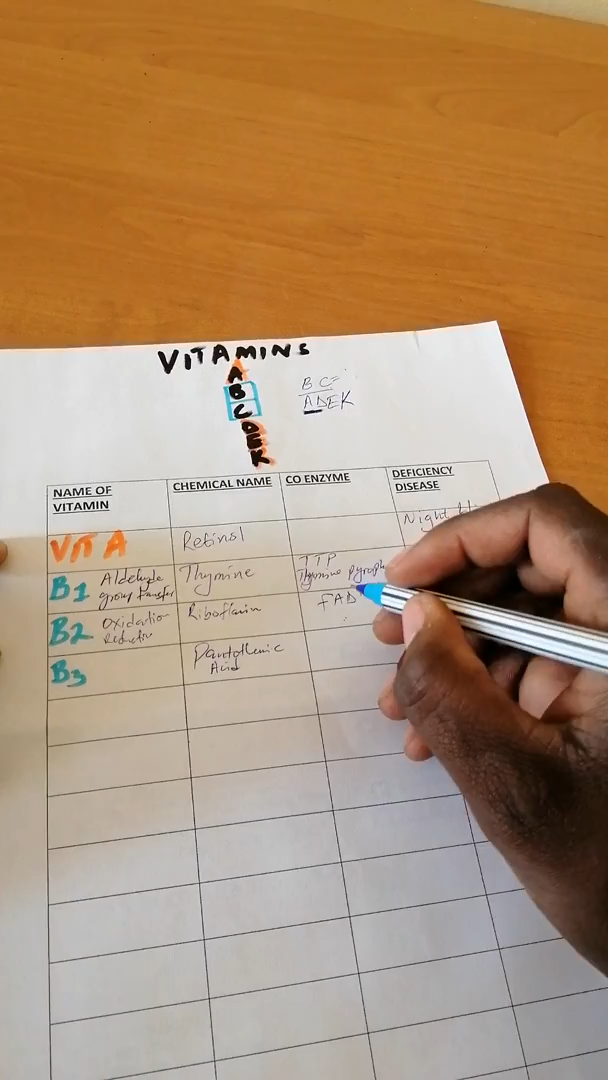 VITAMINS
A
B
C
D
E
K
B C=
ADEK
NAME OF
VITAMIN
CHEMICAL NAME
CO ENZYME
DEFICIENCY
DISEASE
VIT A
Retinol
Night
B1
Aldehyde
group transfer
Thymine
TTP
Thymine pyroph
B2
Oxidation
Reductiv
Riboflavin
FAD
B3
Pantothenic
Acid